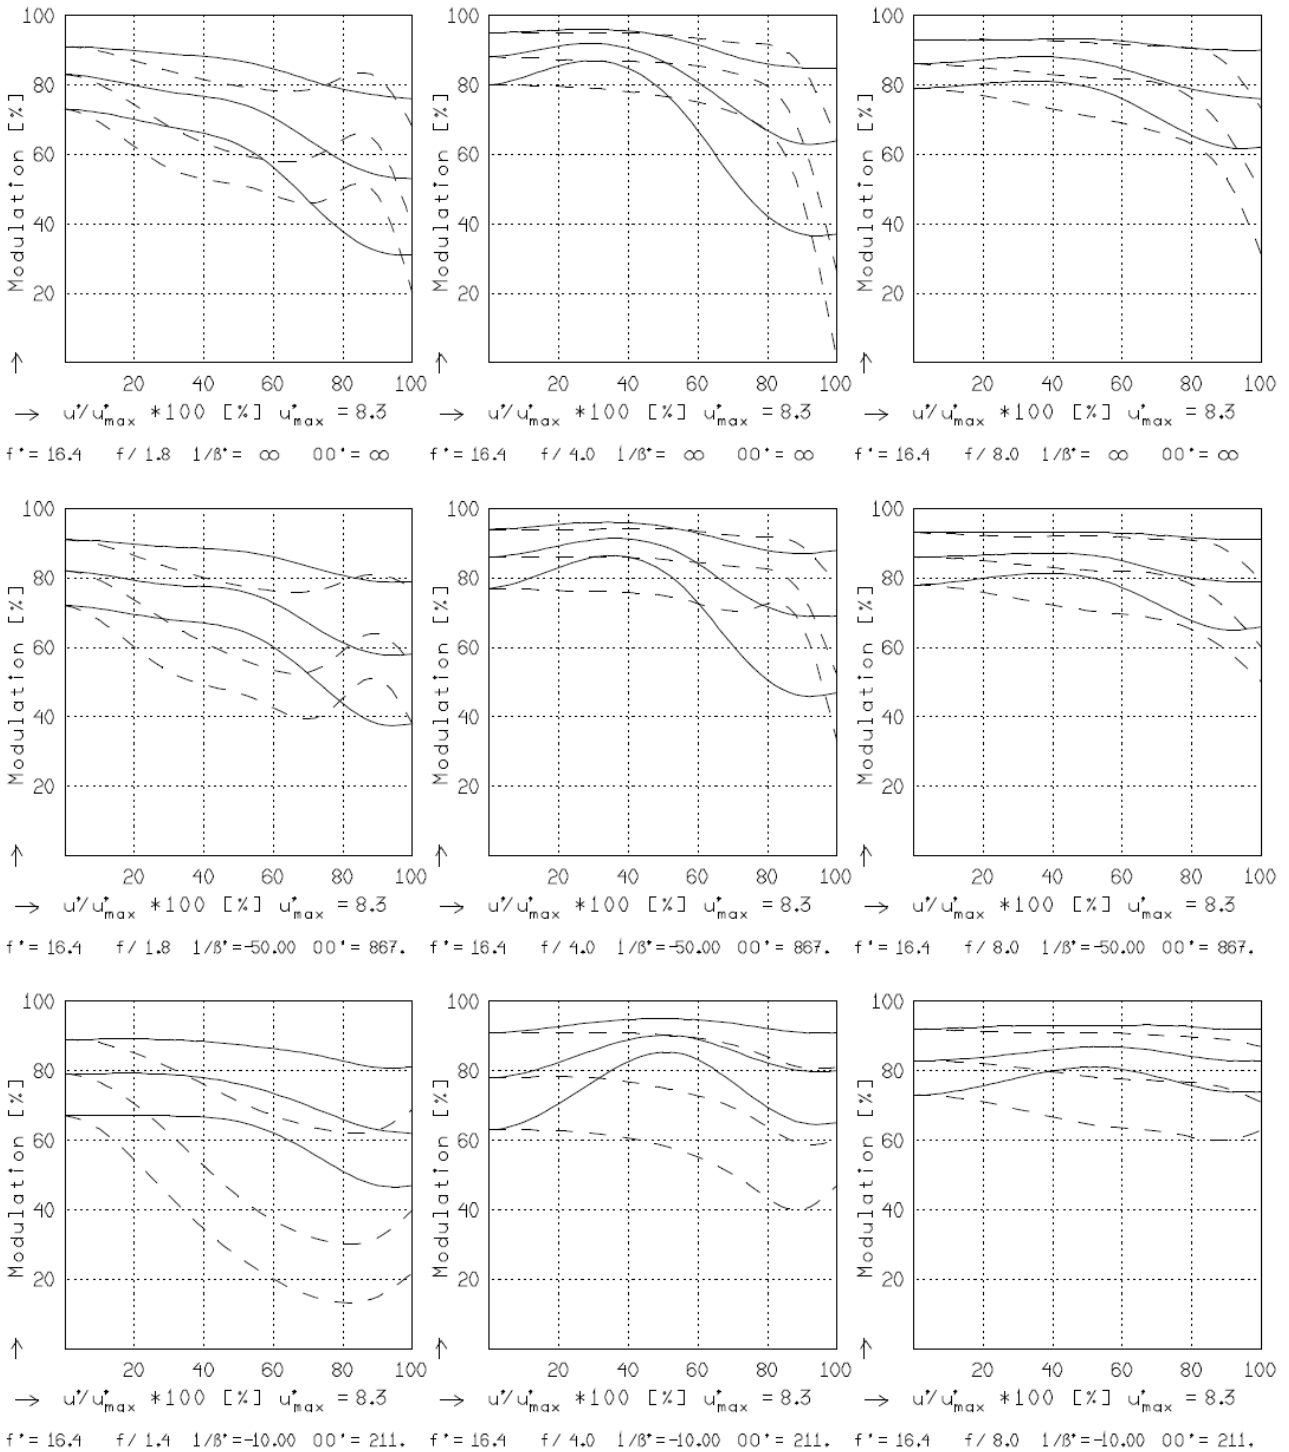 100 100 100
80 80 80
60 60 60
40 40 40
20 20 20
Modulation [%] Modulation [%] Modulation [%]
20 40 60 80 100 20 40 60 80 100 20 40 60 80 100
→ u'/u'max *100 [%] u'max = 8.3 → u'/u'max *100 [%] u'max = 8.3 → u'/u'max *100 [%] u'max = 8.3
f' = 16.4 f/ 1.8 1/ß' = ∞ OO' = ∞ f' = 16.4 f/ 4.0 1/ß' = ∞ OO' = ∞ f' = 16.4 f/ 8.0 1/ß' = ∞ OO' = ∞
100 100 100
80 80 80
60 60 60
40 40 40
20 20 20
Modulation [%] Modulation [%] Modulation [%]
20 40 60 80 100 20 40 60 80 100 20 40 60 80 100
→ u'/u'max *100 [%] u'max = 8.3 → u'/u'max *100 [%] u'max = 8.3 → u'/u'max *100 [%] u'max = 8.3
f' = 16.4 f/ 1.8 1/ß' =-50.00 OO' = 867. f' = 16.4 f/ 4.0 1/ß' =-50.00 OO' = 867. f' = 16.4 f/ 8.0 1/ß' =-50.00 OO' = 867.
100 100 100
80 80 80
60 60 60
40 40 40
20 20 20
Modulation [%] Modulation [%] Modulation [%]
20 40 60 80 100 20 40 60 80 100 20 40 60 80 100
→ u'/u'max *100 [%] u'max = 8.3 → u'/u'max *100 [%] u'max = 8.3 → u'/u'max *100 [%] u'max = 8.3
f' = 16.4 f/ 1.4 1/ß' =-10.00 OO' = 211. f' = 16.4 f/ 4.0 1/ß' =-10.00 OO' = 211. f' = 16.4 f/ 8.0 1/ß' =-10.00 OO' = 211.